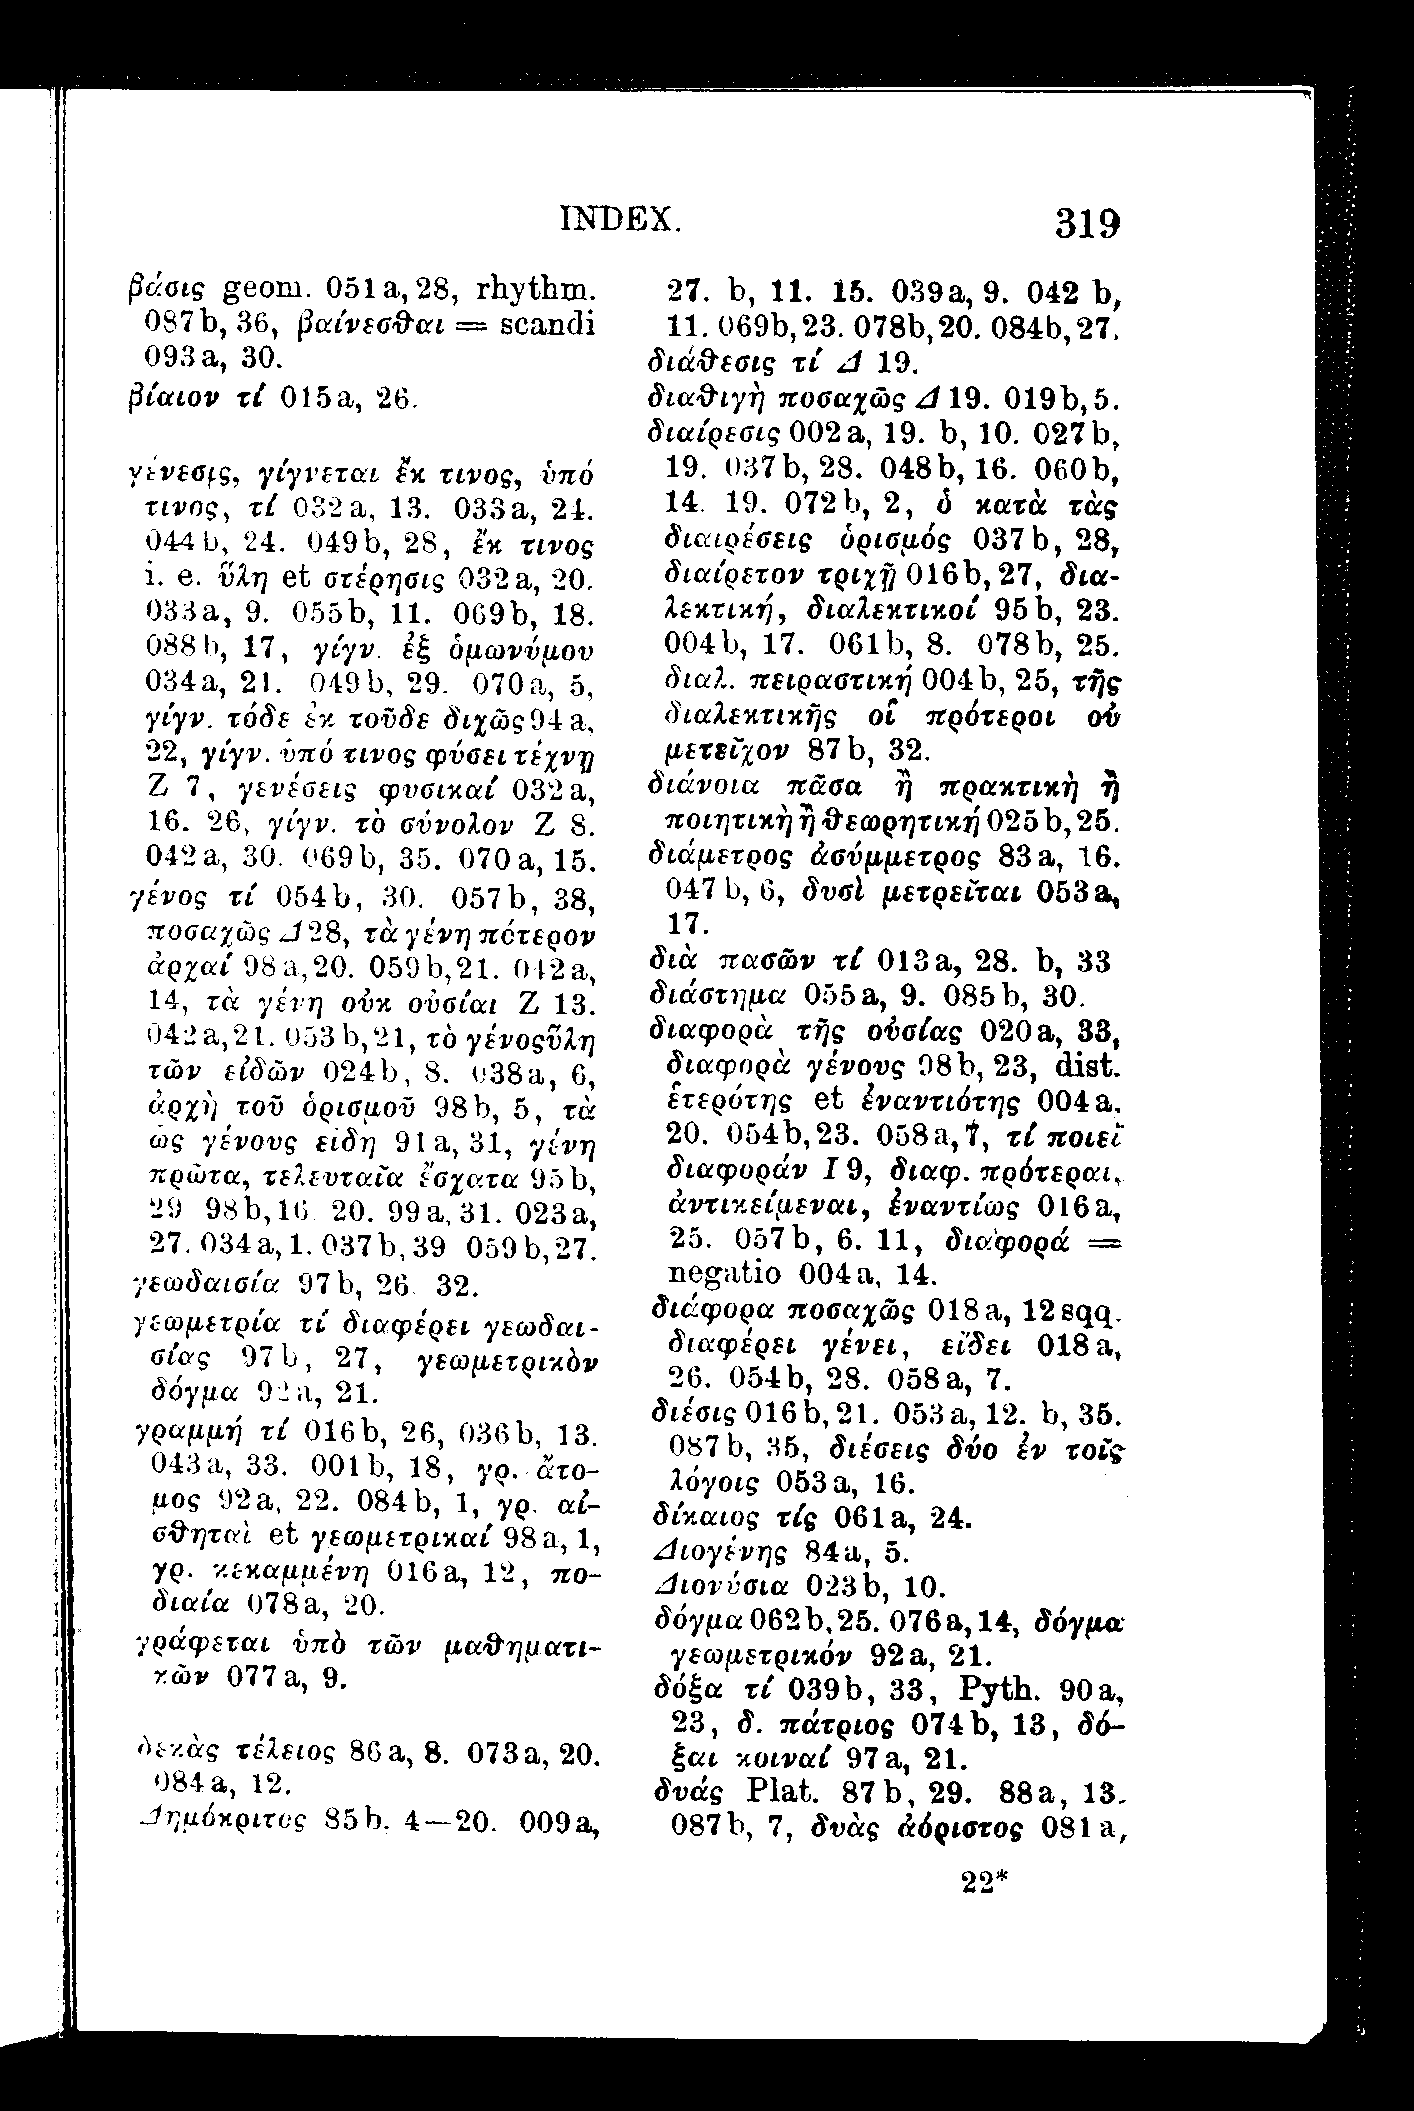 INDEX. 319
βάσις geom. 051a, 28, rhythm.
087b, 36, βαίνεσθαι = scandi
093a, 30.
βίαιον τί 015a, 26.
γένεσις, γίγνεται ἔκ τινος, ὑπό
τινος, τί 032a, 13. 033a, 24.
044b, 24. 049b, 28, ἔκ τινος
i. e. ὕλη et στέρησις 032a, 20.
033a, 9. 055b, 11. 069b, 18.
088b, 17, γίγν. ἐξ ὁμωνύμου
034a, 21. 049b, 29. 070a, 5,
γίγν. τόδε ἐκ τοῦδε διχῶς 94a,
22, γίγν. ὑπό τινος φύσει τέχνῃ
Z 7, γενέσεις φυσικαί 032a,
16. 26, γίγν. τὸ σύνολον Z 8.
042a, 30. 069b, 35. 070a, 15.
γένος τί 054b, 30. 057b, 38,
ποσαχῶς Δ 28, τὰ γένη πότερον
ἀρχαί 98a, 20. 059b, 21. 042a,
14, τὰ γένη οὐκ οὐσίαι Z 13.
042a, 21. 053b, 21, τὸ γένος ὕλη
τῶν εἰδῶν 024b, 8. 038a, 6,
ἀρχὴ τοῦ ὁρισμοῦ 98b, 5, τὰ
ὡς γένους εἴδη 91a, 31, γένη
πρῶτα, τελευταῖα ἔσχατα 95b,
29 98b, 16 20. 99a, 31. 023a,
27. 034a, 1. 037b, 39 059b, 27.
γεωδαισία 97b, 26. 32.
γεωμετρία τί διαφέρει γεωδαι-
σίας 97b, 27, γεωμετρικὸν
δόγμα 92a, 21.
γραμμή τί 016b, 26, 036b, 13.
043a, 33. 001b, 18, γρ. ἄτο-
μος 92a, 22. 084b, 1, γρ. αἰ-
σθηταὶ et γεωμετρικαί 98a, 1,
γρ. κεκαμμένη 016a, 12, πο-
διαία 078a, 20.
γράφεται ὑπὸ τῶν μαθηματι-
κῶν 077a, 9.
δεκὰς τέλειος 86a, 8. 073a, 20.
084a, 12.
Δημόκριτος 85b. 4—20. 009a,
27. b, 11. 15. 039a, 9. 042b,
11. 069b, 23. 078b, 20. 084b, 27.
διάθεσις τί Δ 19.
διαθιγὴ ποσαχῶς Δ 19. 019b, 5.
διαίρεσις 002a, 19. b, 10. 027b,
19. 037b, 28. 048b, 16. 060b,
14. 19. 072b, 2, ὁ κατὰ τὰς
διαιρέσεις ὁρισμός 037b, 28,
διαίρετον τριχῇ 016b, 27, δια-
λεκτική, διαλεκτικοί 95b, 23.
004b, 17. 061b, 8. 078b, 25.
διαλ. πειραστική 004b, 25, τῆς
διαλεκτικῆς οἱ πρότεροι οὐ
μετεῖχον 87b, 32.
διάνοια πᾶσα ἢ πρακτικὴ ἢ
ποιητικὴ ἢ θεωρητική 025b, 25.
διάμετρος ἀσύμμετρος 83a, 16.
047b, 6, δυσὶ μετρεῖται 053a,
17.
διὰ πασῶν τί 013a, 28. b, 33
διάστημα 055a, 9. 085b, 30.
διαφορὰ τῆς οὐσίας 020a, 33,
διαφορὰ γένους 98b, 23, dist.
ἑτερότης et ἐναντιότης 004a,
20. 054b, 23. 058a, 7, τί ποιεῖ
διαφοράν I 9, διαφ. πρότεραι,
ἀντικείμεναι, ἐναντίως 016a,
25. 057b, 6. 11, διαφορά =
negatio 004a, 14.
διάφορα ποσαχῶς 018a, 12 sqq.
διαφέρει γένει, εἴδει 018a,
26. 054b, 28. 058a, 7.
διέσις 016b, 21. 053a, 12. b, 35.
087b, 35, διέσεις δύο ἐν τοῖς
λόγοις 053a, 16.
δίκαιος τίς 061a, 24.
Διογένης 84a, 5.
Διονύσια 023b, 10.
δόγμα 062b, 25. 076a, 14, δόγμα
γεωμετρικόν 92a, 21.
δόξα τί 039b, 33, Pyth. 90a,
23, δ. πάτριος 074b, 13, δό-
ξαι κοιναί 97a, 21.
δυάς Plat. 87b, 29. 88a, 13.
087b, 7, δυὰς ἀόριστος 081a,
22*